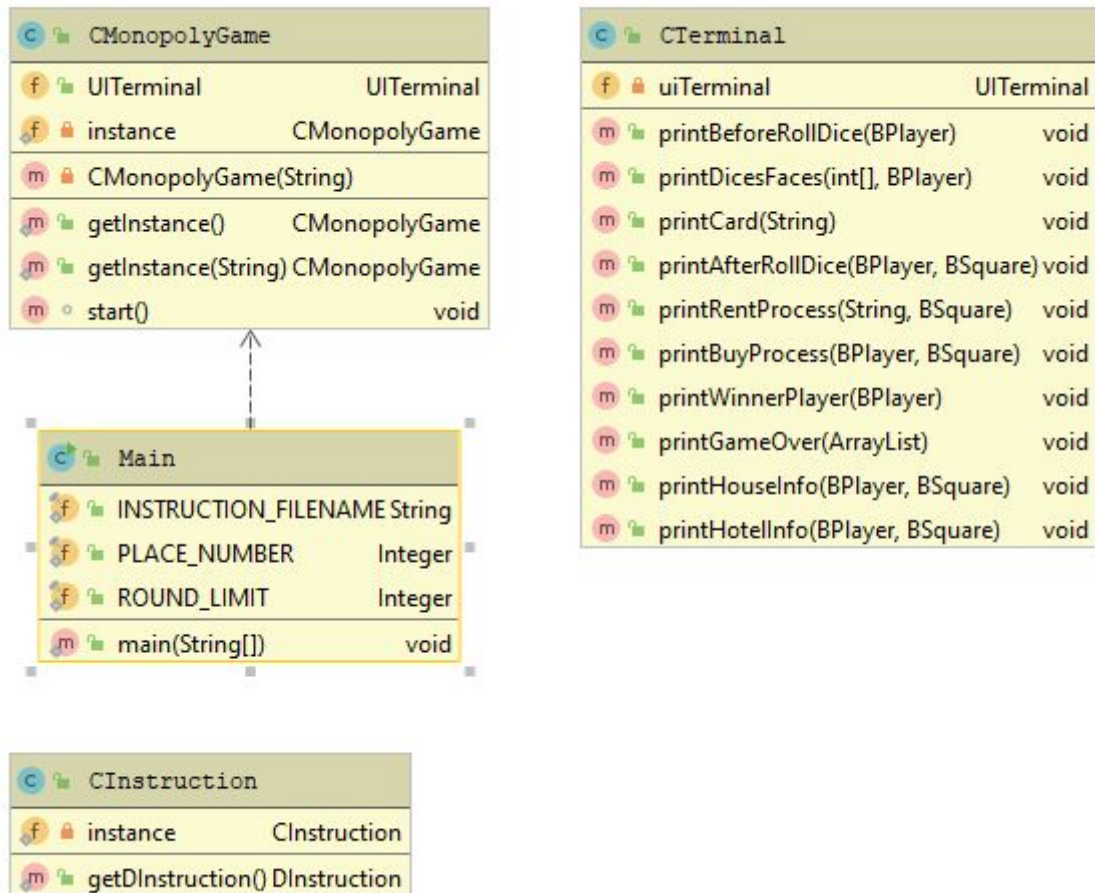 CMonopolyGame
UITerminal UITerminal
instance CMonopolyGame
CMonopolyGame(String)
getInstance() CMonopolyGame
getInstance(String) CMonopolyGame
start() void
CTerminal
uiTerminal UITerminal
printBeforeRollDice(BPlayer) void
printDicesFaces(int[], BPlayer) void
printCard(String) void
printAfterRollDice(BPlayer, BSquare) void
printRentProcess(String, BSquare) void
printBuyProcess(BPlayer, BSquare) void
printWinnerPlayer(BPlayer) void
printGameOver(ArrayList) void
printHouseInfo(BPlayer, BSquare) void
printHotelInfo(BPlayer, BSquare) void
Main
INSTRUCTION_FILENAME String
PLACE_NUMBER Integer
ROUND_LIMIT Integer
main(String[]) void
CInstruction
instance CInstruction
getDInstruction() DInstruction